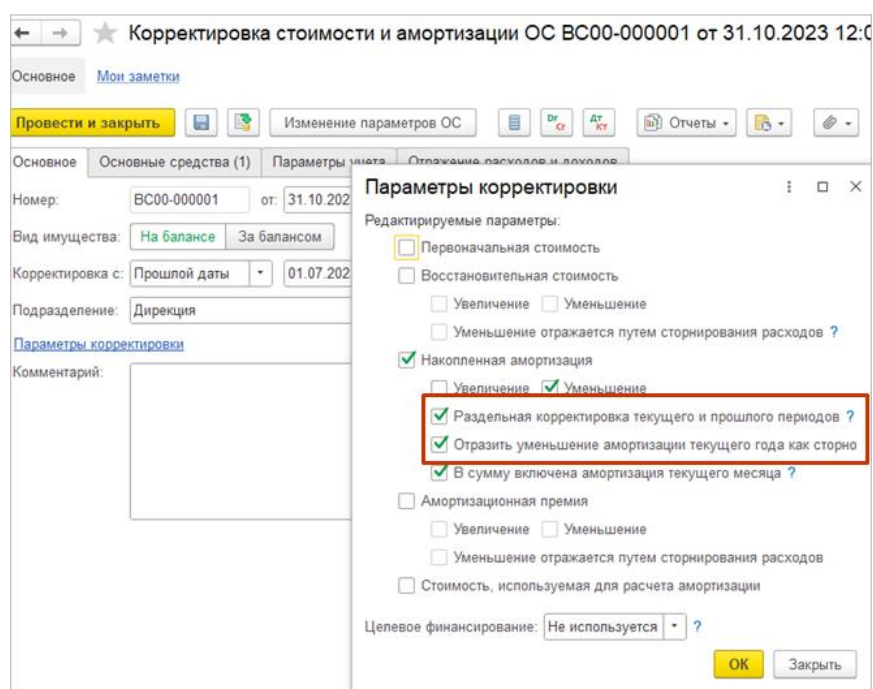 Корректировка стоимости и амортизации ОС ВС00-000001 от 31.10.2023 12:0
Основное Мои заметки
Провести и закрыть Изменение параметров ОС Dr Cr Дт Кт Отчеты
Основное Основные средства (1) Параметры учета Отражение расходов и доходов
Номер: ВС00-000001 от: 31.10.202
Вид имущества: На балансе За балансом
Корректировка с: Прошлой даты 01.07.202
Подразделение: Дирекция
Параметры корректировки
Комментарий:
Параметры корректировки
Редактируемые параметры:
Первоначальная стоимость
Восстановительная стоимость
Увеличение Уменьшение
Уменьшение отражается путем сторнирования расходов ?
Накопленная амортизация
Увеличение Уменьшение
Раздельная корректировка текущего и прошлого периодов ?
Отразить уменьшение амортизации текущего года как сторно
В сумму включена амортизация текущего месяца ?
Амортизационная премия
Увеличение Уменьшение
Уменьшение отражается путем сторнирования расходов
Стоимость, используемая для расчета амортизации
Целевое финансирование: Не используется ?
ОК Закрыть